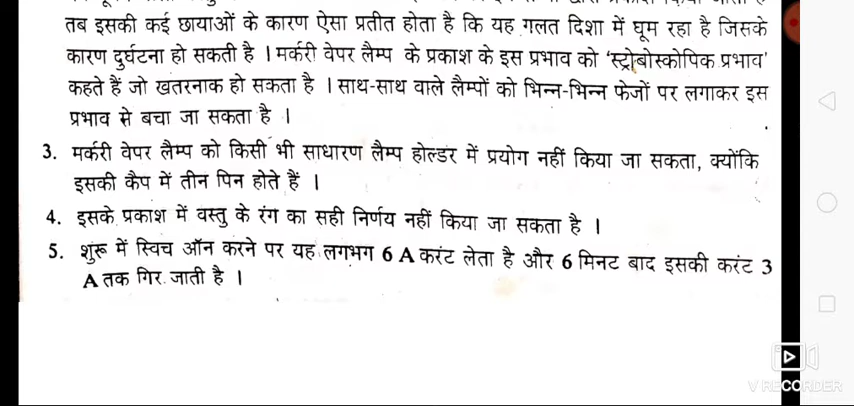 तब इसकी कई छायाओं के कारण ऐसा प्रतीत होता है कि यह गलत दिशा में घूम रहा है जिसके
कारण दुर्घटना हो सकती है । मर्करी वेपर लैम्प के प्रकाश के इस प्रभाव को 'स्ट्रोबोस्कोपिक प्रभाव'
कहते हैं जो खतरनाक हो सकता है । साथ-साथ वाले लैम्पों को भिन्न-भिन्न फेजों पर लगाकर इस
प्रभाव से बचा जा सकता है ।
3. मर्करी वेपर लैम्प को किसी भी साधारण लैम्प होल्डर में प्रयोग नहीं किया जा सकता, क्योंकि
इसकी कैप में तीन पिन होते हैं ।
4. इसके प्रकाश में वस्तु के रंग का सही निर्णय नहीं किया जा सकता है ।
5. शुरू में स्विच ऑन करने पर यह लगभग 6 A करंट लेता है और 6 मिनट बाद इसकी करंट 3
A तक गिर जाती है ।
V RECORDER